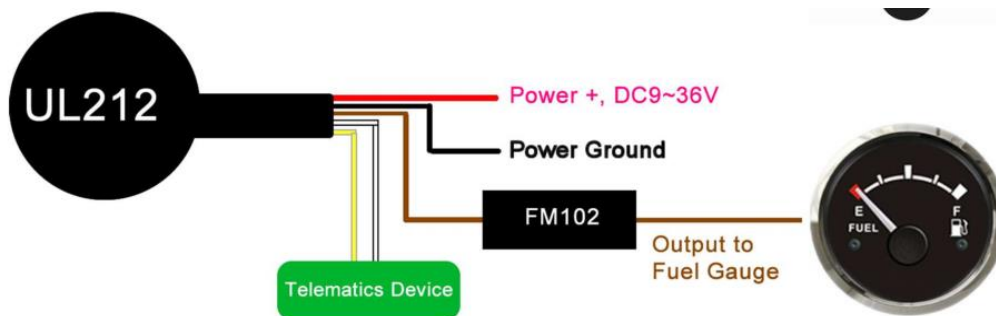 UL212
Power +, DC9~36V
Power Ground
FM102
Output to
Fuel Gauge
Telematics Device
E
F
FUEL